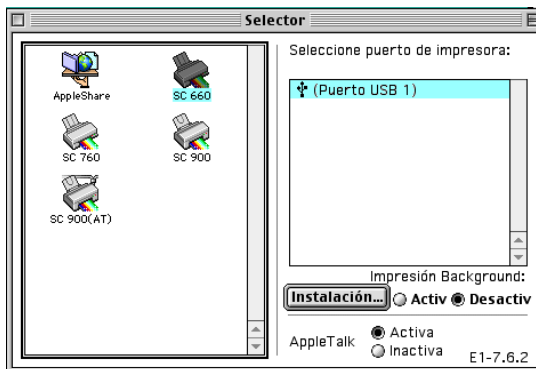 Selector
AppleShare
SC 660
SC 760
SC 900
SC 900(AT)
Seleccione puerto de impresora:
(Puerto USB 1)
Impresión Background:
Instalación...
Activ
Desactiv
AppleTalk
Activa
Inactiva
E1-7.6.2